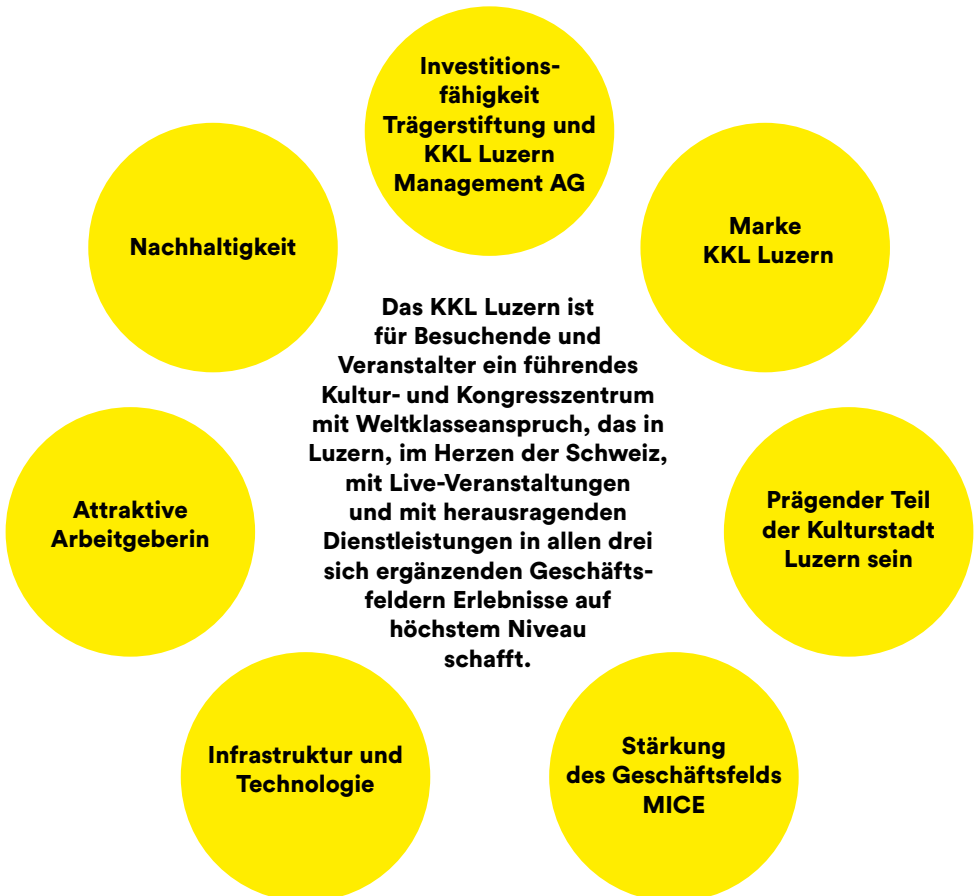 Investitions-
fähigkeit
Trägerstiftung und
KKL Luzern
Management AG
Marke
KKL Luzern
Nachhaltigkeit
Das KKL Luzern ist
für Besuchende und
Veranstalter ein führendes
Kultur- und Kongresszentrum
mit Weltklasseanspruch, das in
Luzern, im Herzen der Schweiz,
mit Live-Veranstaltungen
und mit herausragenden
Dienstleistungen in allen drei
sich ergänzenden Geschäfts-
feldern Erlebnisse auf
höchstem Niveau
schafft.
Attraktive
Arbeitgeberin
Prägender Teil
der Kulturstadt
Luzern sein
Infrastruktur und
Technologie
Stärkung
des Geschäftsfelds
MICE